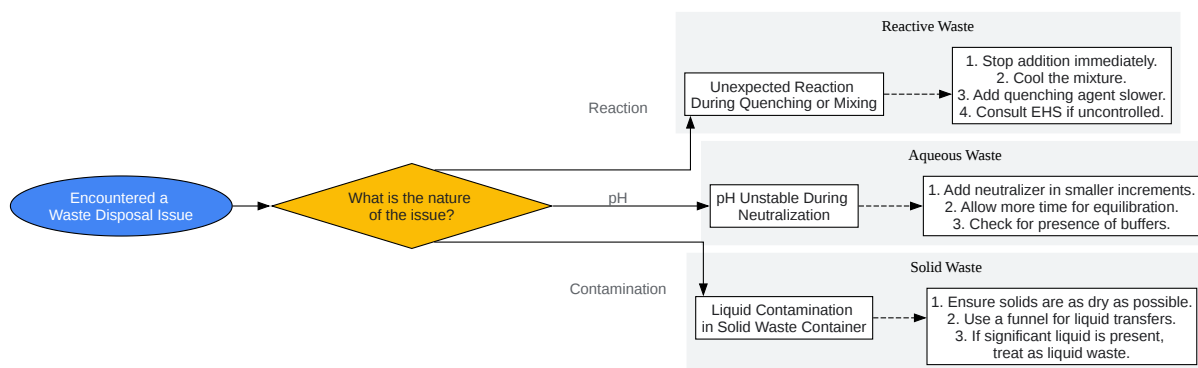 Encountered a
Waste Disposal Issue
What is the nature
of the issue?
Reaction
pH
Contamination
Reactive Waste
Unexpected Reaction
During Quenching or Mixing
1. Stop addition immediately.
2. Cool the mixture.
3. Add quenching agent slower.
4. Consult EHS if uncontrolled.
Aqueous Waste
pH Unstable During
Neutralization
1. Add neutralizer in smaller increments.
2. Allow more time for equilibration.
3. Check for presence of buffers.
Solid Waste
Liquid Contamination
in Solid Waste Container
1. Ensure solids are as dry as possible.
2. Use a funnel for liquid transfers.
3. If significant liquid is present,
treat as liquid waste.